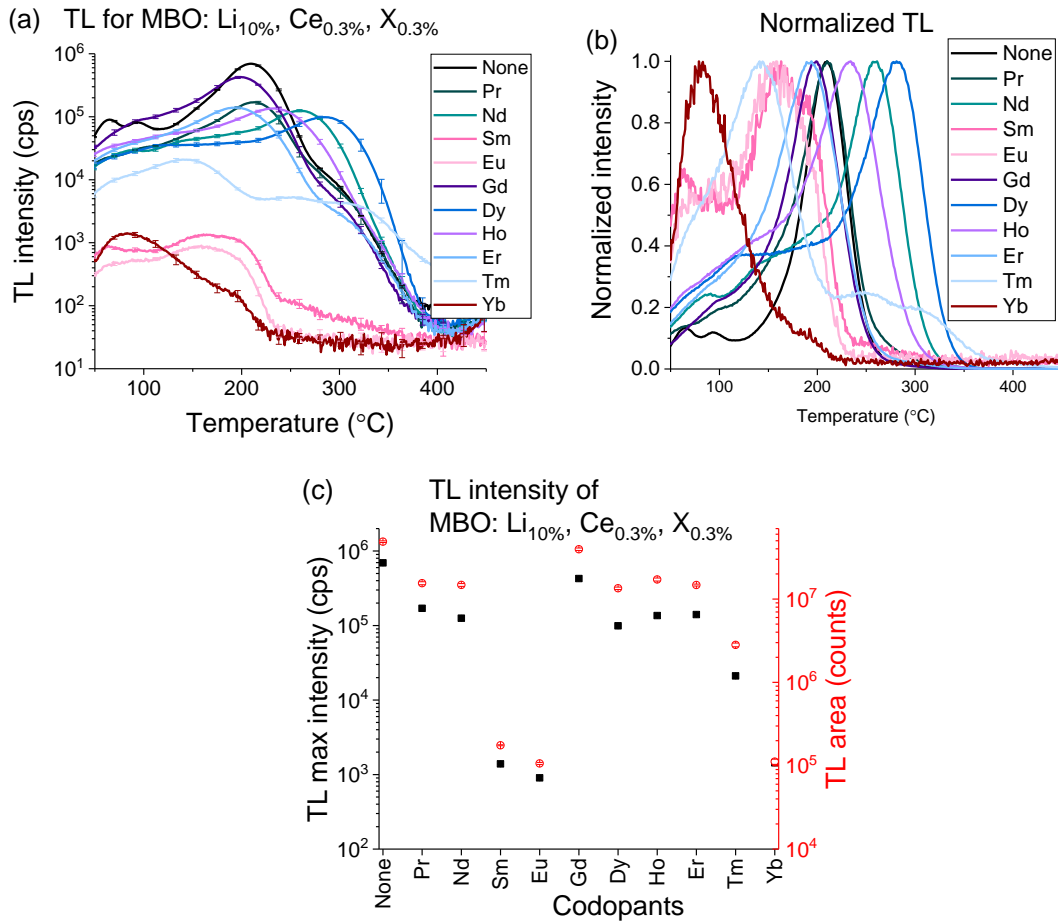 (a) TL for MBO: Li10%, Ce0.3%, X0.3%
TL intensity (cps)
10^6
10^5
10^4
10^3
10^2
10^1
100
200
300
400
Temperature (°C)
None
Pr
Nd
Sm
Eu
Gd
Dy
Ho
Er
Tm
Yb
(b)
Normalized TL
Normalized intensity
1.0
0.8
0.6
0.4
0.2
0.0
100
200
300
400
Temperature (°C)
None
Pr
Nd
Sm
Eu
Gd
Dy
Ho
Er
Tm
Yb
(c)
TL intensity of
MBO: Li10%, Ce0.3%, X0.3%
TL max intensity (cps)
10^6
10^5
10^4
10^3
10^2
None
Pr
Nd
Sm
Eu
Gd
Dy
Ho
Er
Tm
Yb
Codopants
10^7
10^6
10^5
10^4
TL area (counts)